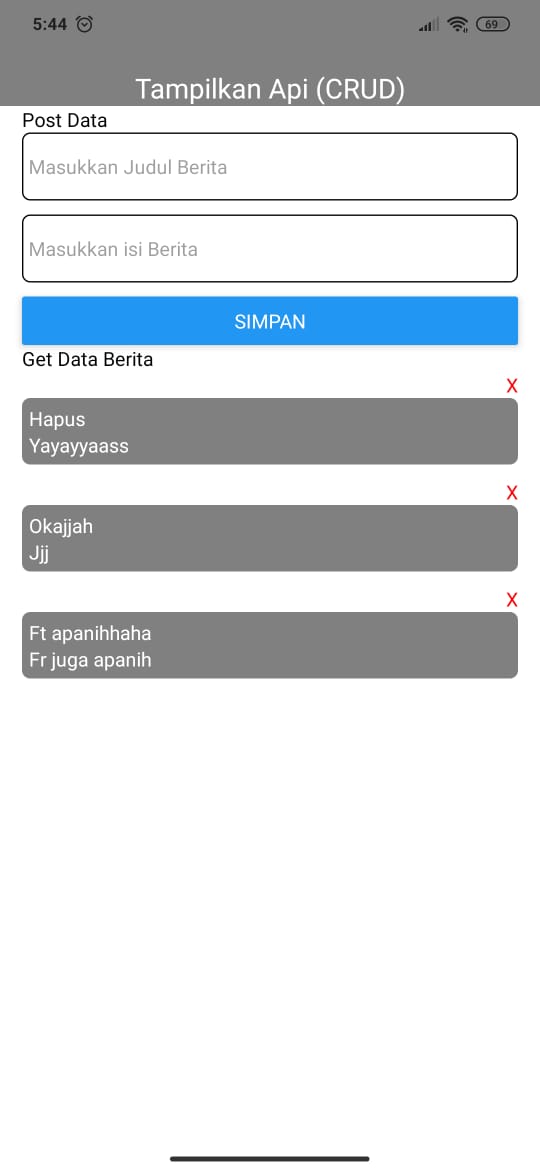 5:44
69
Tampilkan Api (CRUD)
Post Data
Masukkan Judul Berita
Masukkan isi Berita
SIMPAN
Get Data Berita
X
Hapus
Yayayyaass
X
Okajjah
Jjj
X
Ft apanihhaha
Fr juga apanih